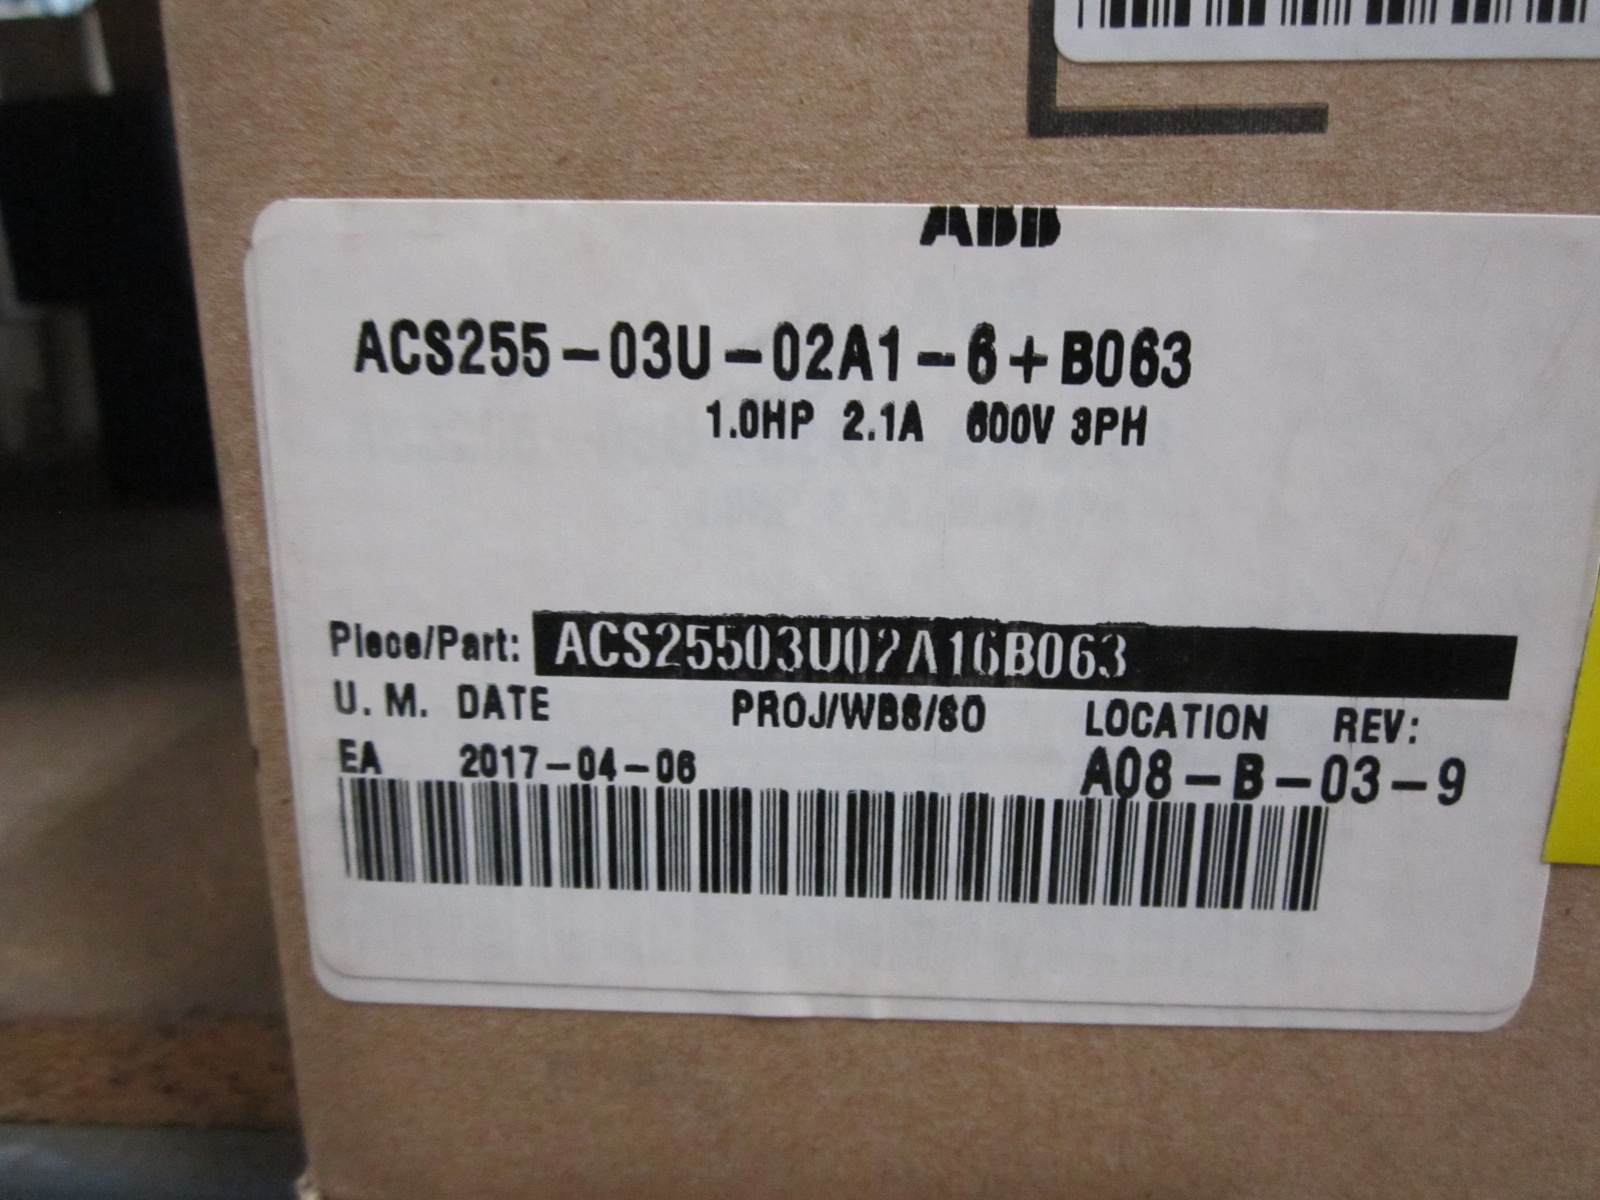 ABB
ACS255-03U-02A1-6+B063
1.0HP 2.1A 600V 3PH
Piece/Part: ACS25503U02A16B063
U.M. DATE PROJ/WBS/SO LOCATION REV:
EA 2017-04-06 A08-B-03-9